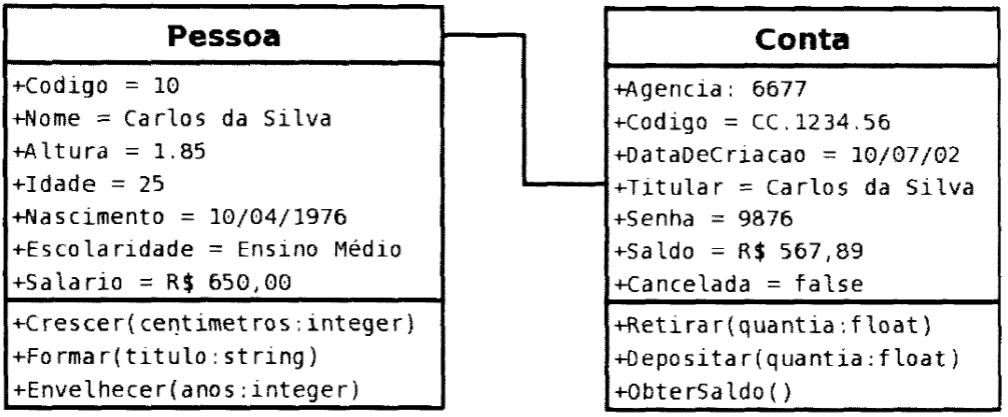 Pessoa
+Codigo = 10
+Nome = Carlos da Silva
+Altura = 1.85
+Idade = 25
+Nascimento = 10/04/1976
+Escolaridade = Ensino Médio
+Salario = R$ 650,00
+Crescer(centimetros:integer)
+Formar(titulo:string)
+Envelhecer(anos:integer)
Conta
+Agencia: 6677
+Codigo = CC.1234.56
+DataDeCriacao = 10/07/02
+Titular = Carlos da Silva
+Senha = 9876
+Saldo = R$ 567,89
+Cancelada = false
+Retirar(quantia:float)
+Depositar(quantia:float)
+ObterSaldo()